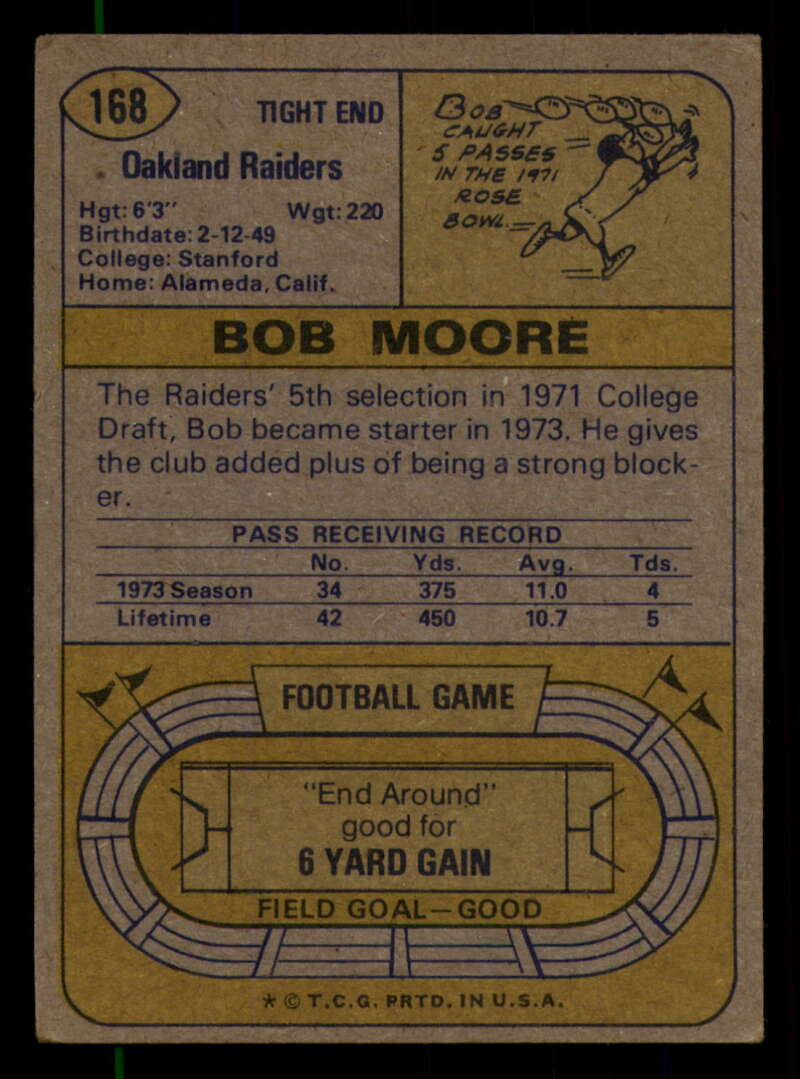 168
TIGHT END
Oakland Raiders
Hgt: 6'3" Wgt: 220
Birthdate: 2-12-49
College: Stanford
Home: Alameda, Calif.
BOB
CAUGHT
5 PASSES
IN THE 1971
ROSE
BOWL.
BOB MOORE
The Raiders' 5th selection in 1971 College
Draft, Bob became starter in 1973. He gives
the club added plus of being a strong block-
er.
PASS RECEIVING RECORD
No. Yds. Avg. Tds.
1973 Season 34 375 11.0 4
Lifetime 42 450 10.7 5
FOOTBALL GAME
"End Around"
good for
6 YARD GAIN
FIELD GOAL—GOOD
* © T.C.G. PRTD. IN U.S.A.